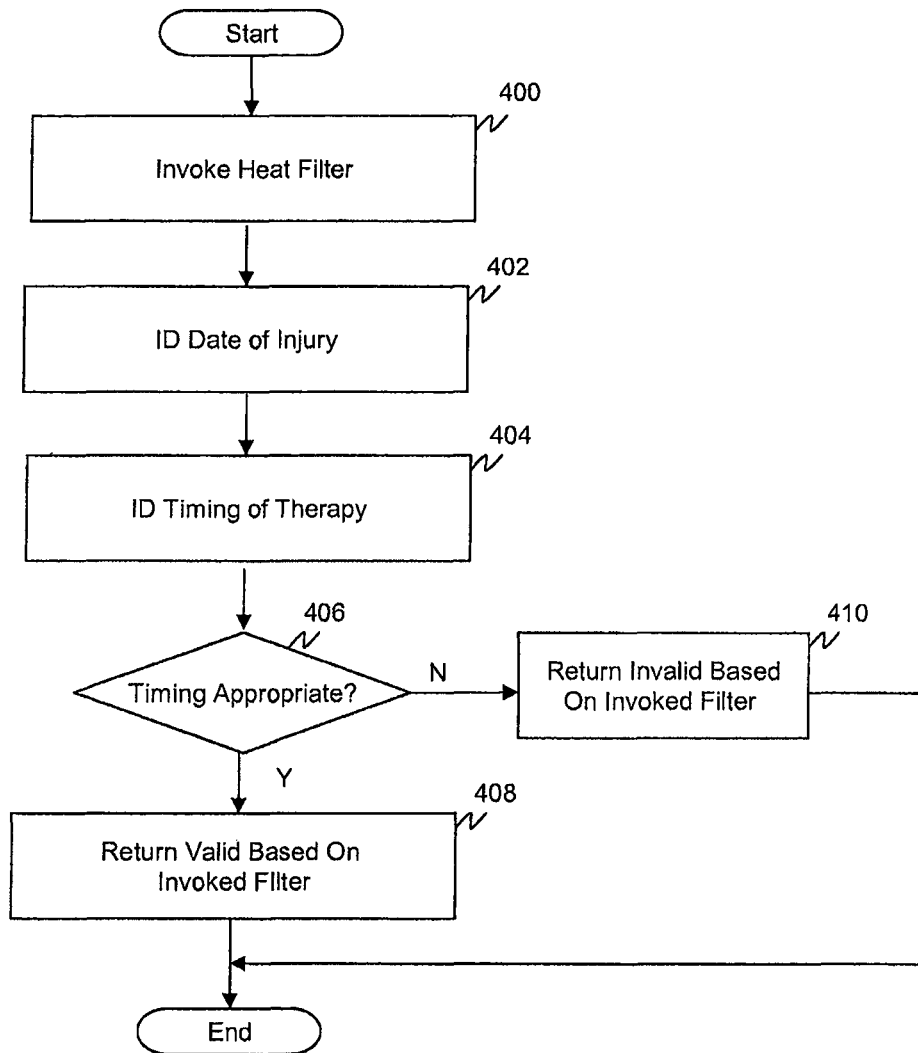 Start
400
Invoke Heat Filter
402
ID Date of Injury
404
ID Timing of Therapy
406
Timing Appropriate?
N
410
Return Invalid Based
On Invoked Filter
Y
408
Return Valid Based On
Invoked Filter
End